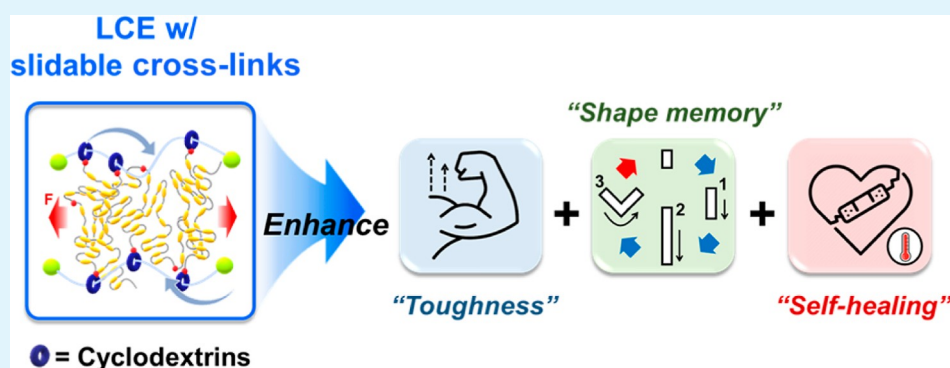 LCE w/
slidable cross-links
F
= Cyclodextrins
Enhance
“Toughness”
+
“Shape memory”
3
1
2
+
“Self-healing”